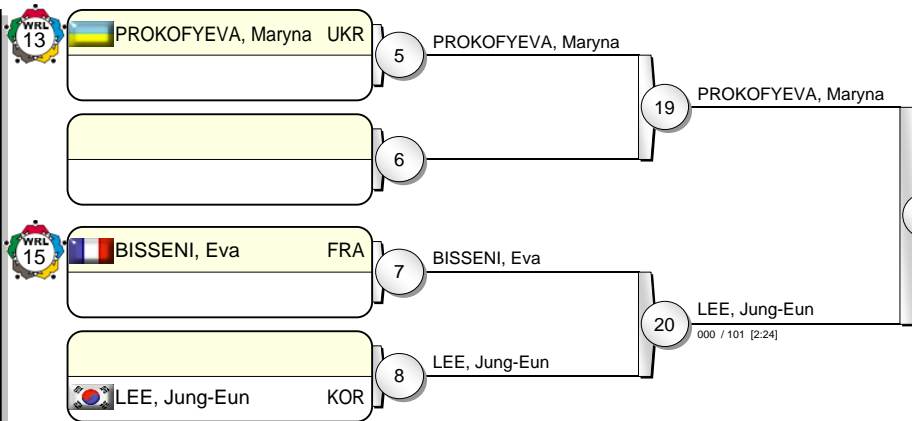 WRL
13
PROKOFYEVA, Maryna UKR
5
PROKOFYEVA, Maryna
19
PROKOFYEVA, Maryna
6
WRL
15
BISSENI, Eva FRA
7
BISSENI, Eva
20
LEE, Jung-Eun
000 / 101 [2:24]
8
LEE, Jung-Eun
LEE, Jung-Eun KOR